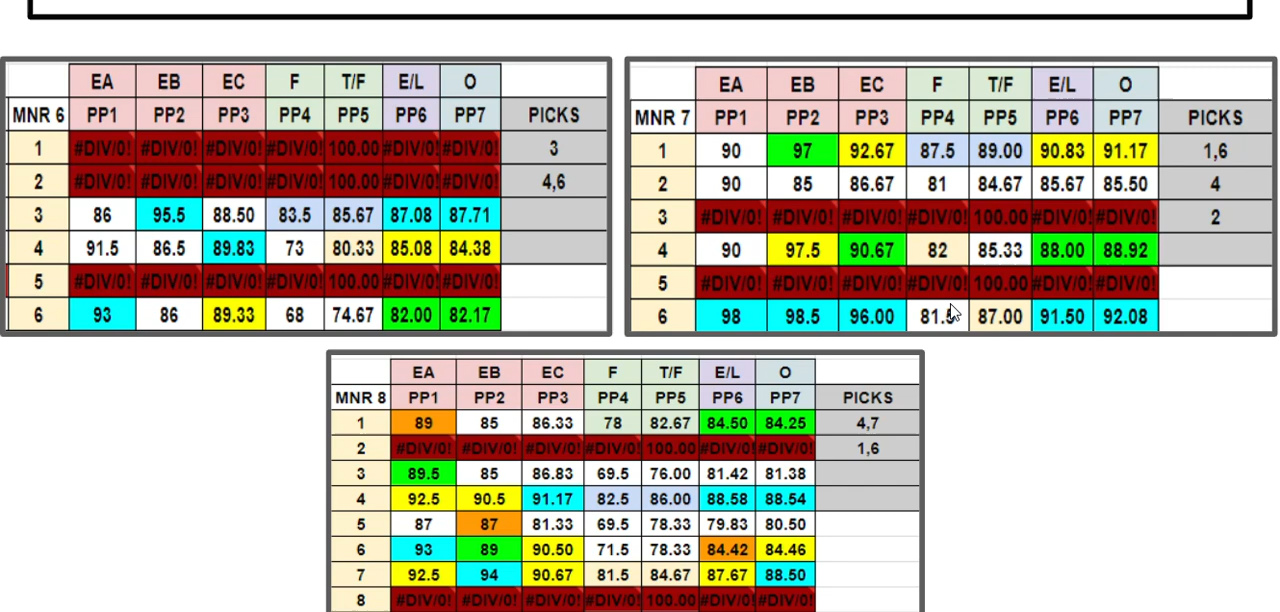 EA EB EC F T/F E/L O
MNR 6 PP1 PP2 PP3 PP4 PP5 PP6 PP7 PICKS
1 #DIV/0! #DIV/0! #DIV/0! #DIV/0! 100.00 #DIV/0! #DIV/0! 3
2 #DIV/0! #DIV/0! #DIV/0! #DIV/0! 100.00 #DIV/0! #DIV/0! 4,6
3 86 95.5 88.50 83.5 85.67 87.08 87.71
4 91.5 86.5 89.83 73 80.33 85.08 84.38
5 #DIV/0! #DIV/0! #DIV/0! #DIV/0! 100.00 #DIV/0! #DIV/0!
6 93 86 89.33 68 74.67 82.00 82.17
EA EB EC F T/F E/L O
MNR 7 PP1 PP2 PP3 PP4 PP5 PP6 PP7 PICKS
1 90 97 92.67 87.5 89.00 90.83 91.17 1,6
2 90 85 86.67 81 84.67 85.67 85.50 4
3 #DIV/0! #DIV/0! #DIV/0! #DIV/0! 100.00 #DIV/0! #DIV/0! 2
4 90 97.5 90.67 82 85.33 88.00 88.92
5 #DIV/0! #DIV/0! #DIV/0! #DIV/0! 100.00 #DIV/0! #DIV/0!
6 98 98.5 96.00 81.5 87.00 91.50 92.08
EA EB EC F T/F E/L O
MNR 8 PP1 PP2 PP3 PP4 PP5 PP6 PP7 PICKS
1 89 85 86.33 78 82.67 84.50 84.25 4,7
2 #DIV/0! #DIV/0! #DIV/0! #DIV/0! 100.00 #DIV/0! #DIV/0! 1,6
3 89.5 85 86.83 69.5 76.00 81.42 81.38
4 92.5 90.5 91.17 82.5 86.00 88.58 88.54
5 87 87 81.33 69.5 78.33 79.83 80.50
6 93 89 90.50 71.5 78.33 84.42 84.46
7 92.5 94 90.67 81.5 84.67 87.67 88.50
8 #DIV/0! #DIV/0! #DIV/0! #DIV/0! 100.00 #DIV/0! #DIV/0!